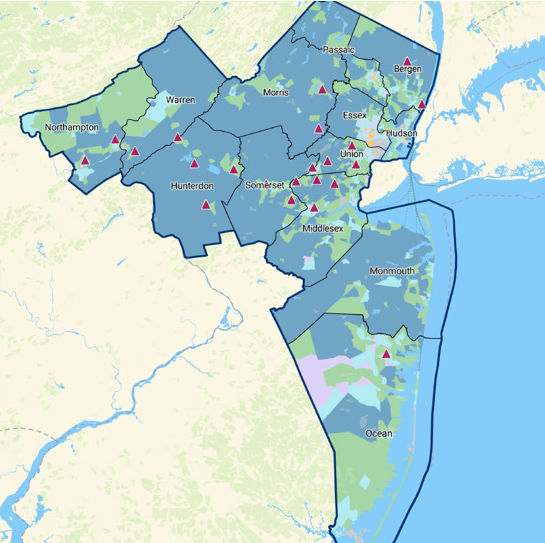 Passaic
Bergen
Morris
Warren
Essex
Northampton
Hudson
Union
Hunterdon
Somerset
Middlesex
Monmouth
Ocean